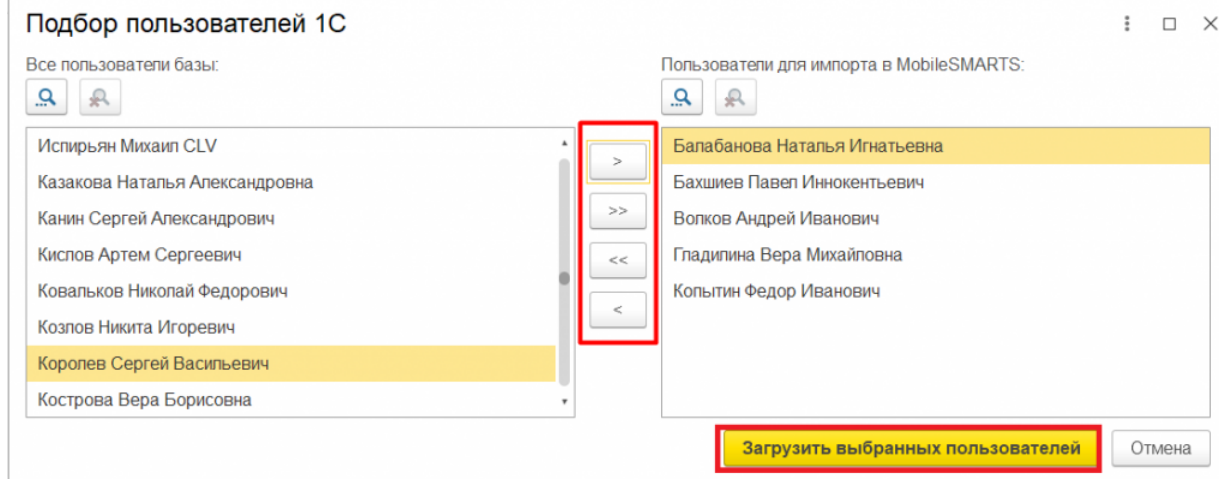 Подбор пользователей 1С
Все пользователи базы:
Испирьян Михаил CLV
Казакова Наталья Александровна
Канин Сергей Александрович
Кислов Артем Сергеевич
Ковальков Николай Федорович
Козлов Никита Игоревич
Королев Сергей Васильевич
Кострова Вера Борисовна
>
>>
<<
<
Пользователи для импорта в MobileSMARTS:
Балабанова Наталья Игнатьевна
Бахшиев Павел Иннокентьевич
Волков Андрей Иванович
Гладилина Вера Михайловна
Копытин Федор Иванович
Загрузить выбранных пользователей
Отмена